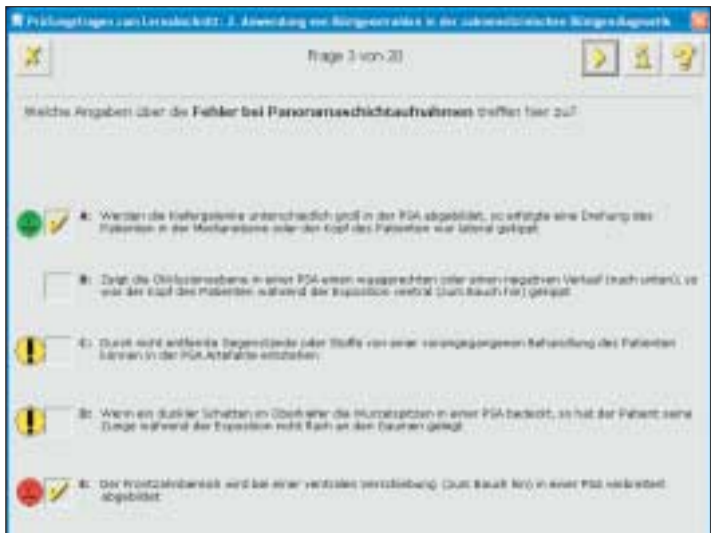 Prüfungsfragen zum Lernabschnitt: 2. Anwendung von Röntgenstrahlen in der zahnmedizinischen Röntgendiagnostik
Frage 3 von 20
Welche Angaben über die Fehler bei Panoramaschichtaufnahmen treffen hier zu?
A: Werden die Kiefergelenke unterschiedlich groß in der PSA abgebildet, so erfolgte eine Drehung des
Patienten in der Medianebene oder der Kopf des Patienten war lateral gekippt.
B: Zeigt die Okklusionsebene in einer PSA einen waagerechten oder einen negativen Verlauf (nach unten), so
war der Kopf des Patienten während der Exposition ventral (zum Bauch hin) gekippt.
C: Durch nicht entfernte Gegenstände oder Stoffe von einer vorangegangenen Behandlung des Patienten
können in der PSA Artefakte entstehen.
D: Wenn ein dunkler Schatten im Oberkiefer die Wurzelspitzen in einer PSA bedeckt, so hat der Patient seine
Zunge während der Exposition nicht flach an den Gaumen gelegt.
E: Der Frontzahnbereich wird bei einer ventralen Verschiebung (zum Bauch hin) in einer PSA verbreitert
abgebildet.